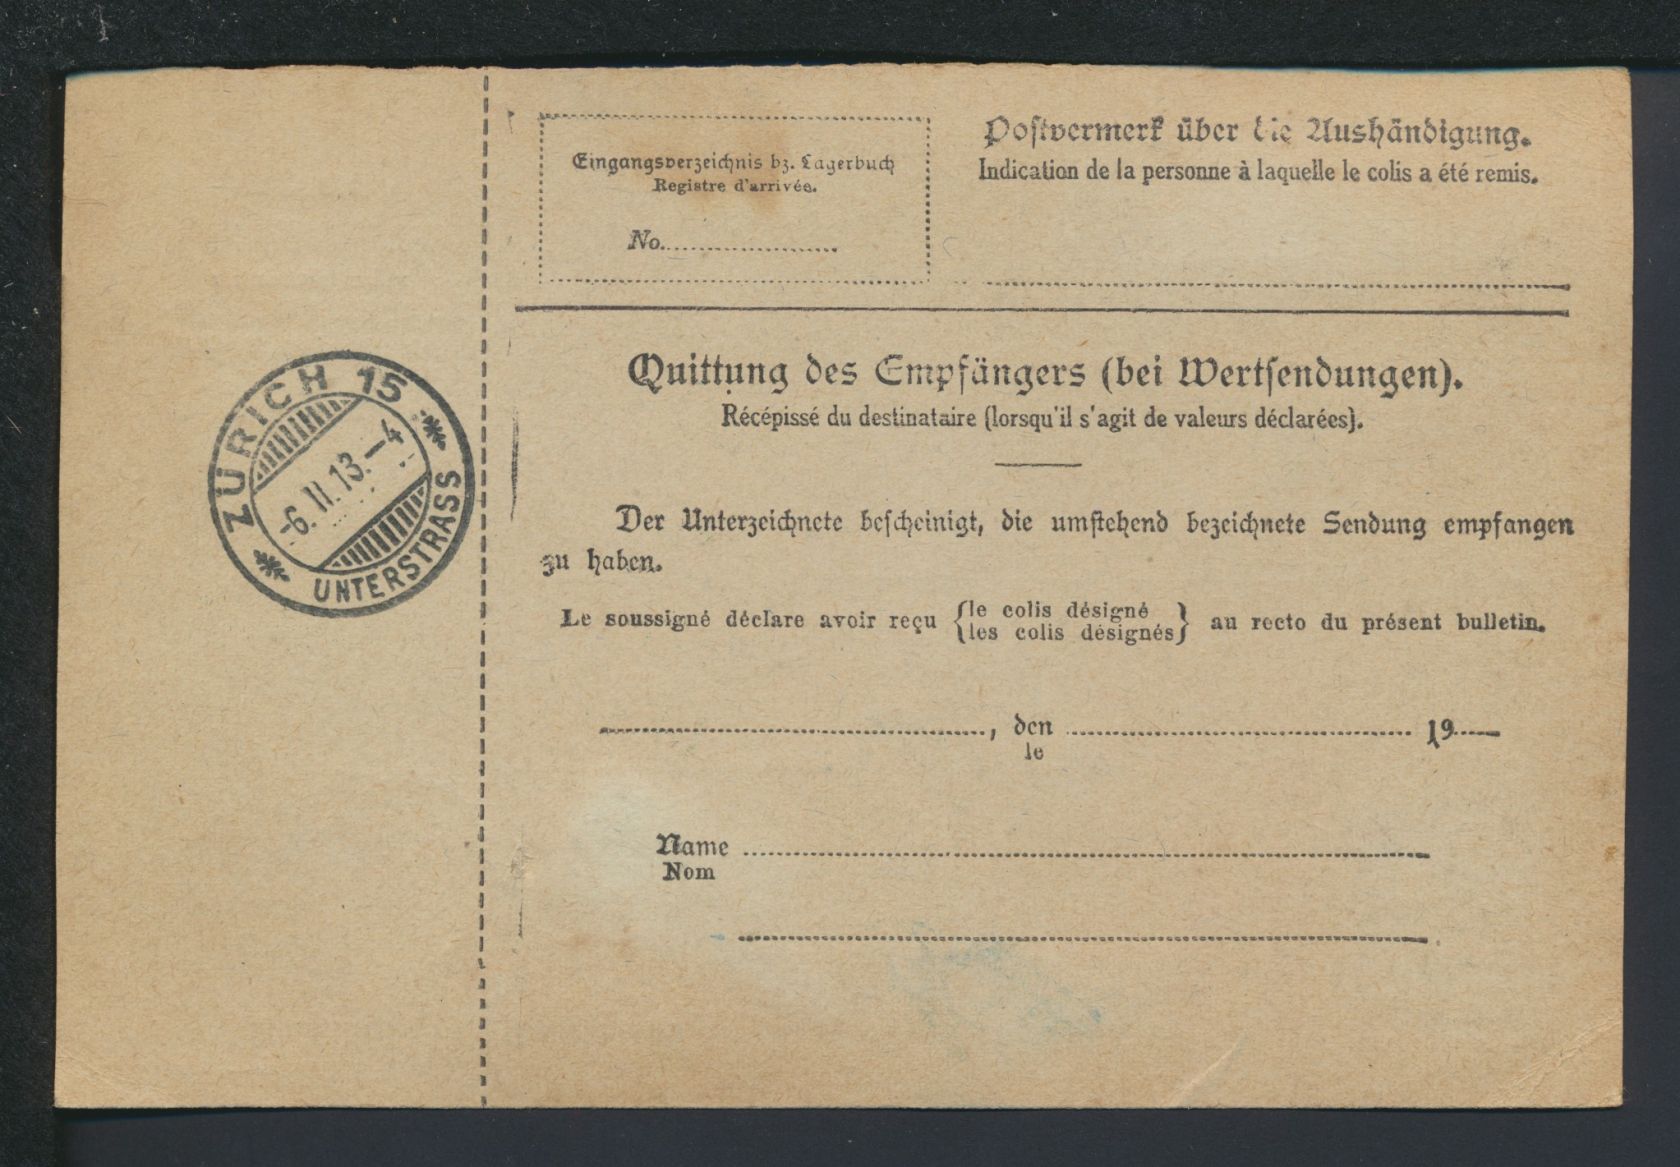 Eingangsverzeichnis bz. Lagerbuch
Registre d'arrivée.
No.
Postvermerk über die Aushändigung.
Indication de la personne à laquelle le colis a été remis.
Quittung des Empfängers (bei Wertsendungen).
Récépissé du destinataire (lorsqu'il s'agit de valeurs déclarées).
ZÜRICH 15
-6. II. 13.—4
UNTERSTRASS
Der Unterzeichnete bescheinigt, die umstehend bezeichnete Sendung empfangen
zu haben.
Le soussigné déclare avoir reçu {le colis désigné / les colis désignés} au recto du présent bulletin.
, den 19
le
Name
Nom